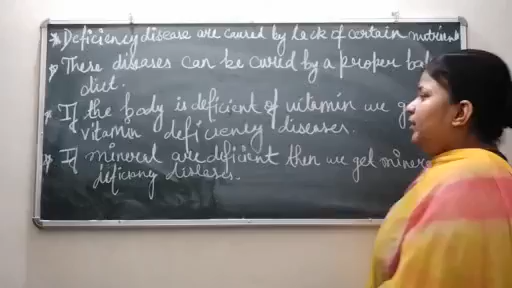 * Deficiency disease are caused by lack of certain nutrient
* These diseases can be cured by a proper bal
diet.
* If the body is deficient of vitamin we g
vitamin deficiency diseases.
* If mineral are deficient then we get minera
deficiency diseases.